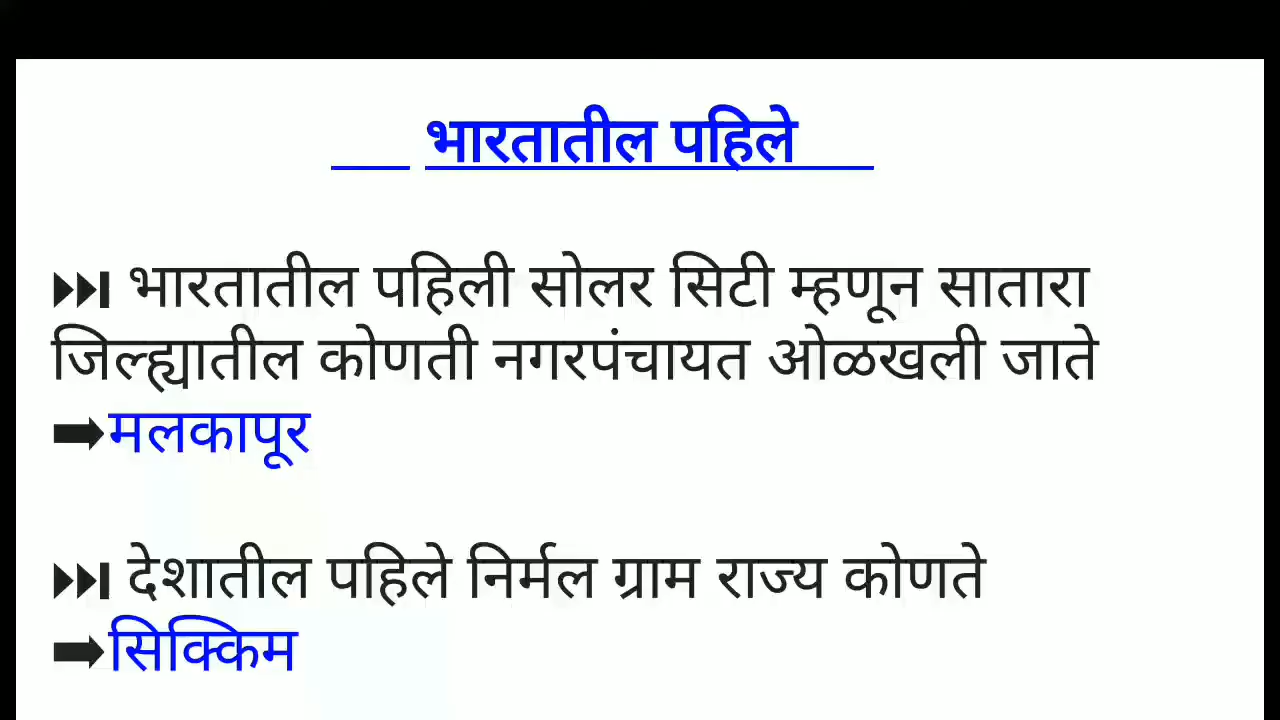 भारतातील पहिले
⏭ भारतातील पहिली सोलर सिटी म्हणून सातारा
जिल्ह्यातील कोणती नगरपंचायत ओळखली जाते
➡मलकापूर
⏭ देशातील पहिले निर्मल ग्राम राज्य कोणते
➡सिक्किम